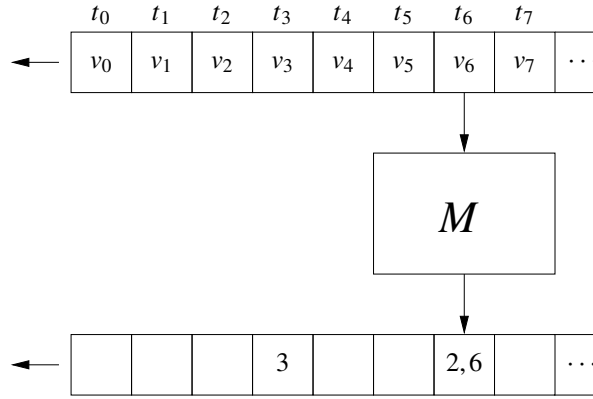 t₀ t₁ t₂ t₃ t₄ t₅ t₆ t₇
v₀ v₁ v₂ v₃ v₄ v₅ v₆ v₇ ··
M
3 2,6 ···